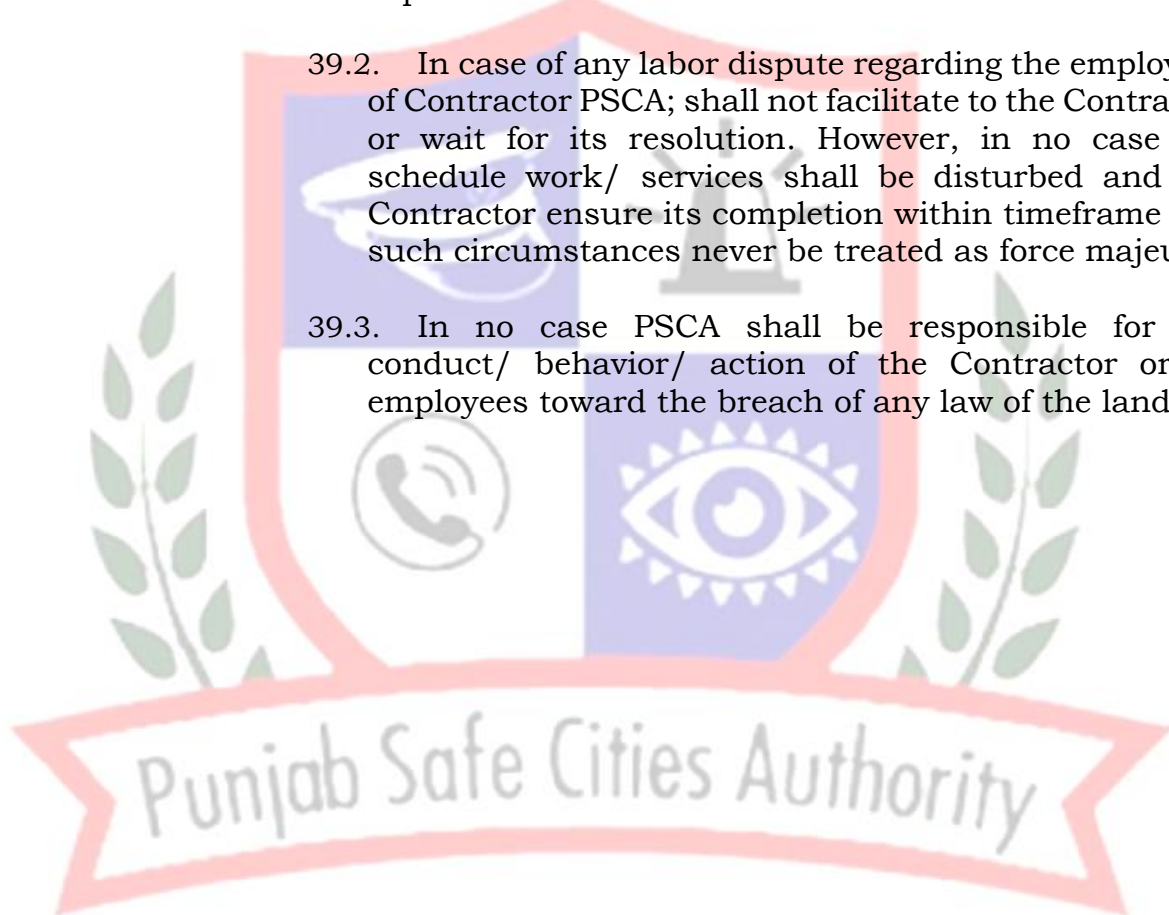 39.2. In case of any labor dispute regarding the employ
of Contractor PSCA; shall not facilitate to the Contra
or wait for its resolution. However, in no case
schedule work/ services shall be disturbed and
Contractor ensure its completion within timeframe
such circumstances never be treated as force majeu
39.3. In no case PSCA shall be responsible for
conduct/ behavior/ action of the Contractor or
employees toward the breach of any law of the land
Punjab Safe Cities Authority